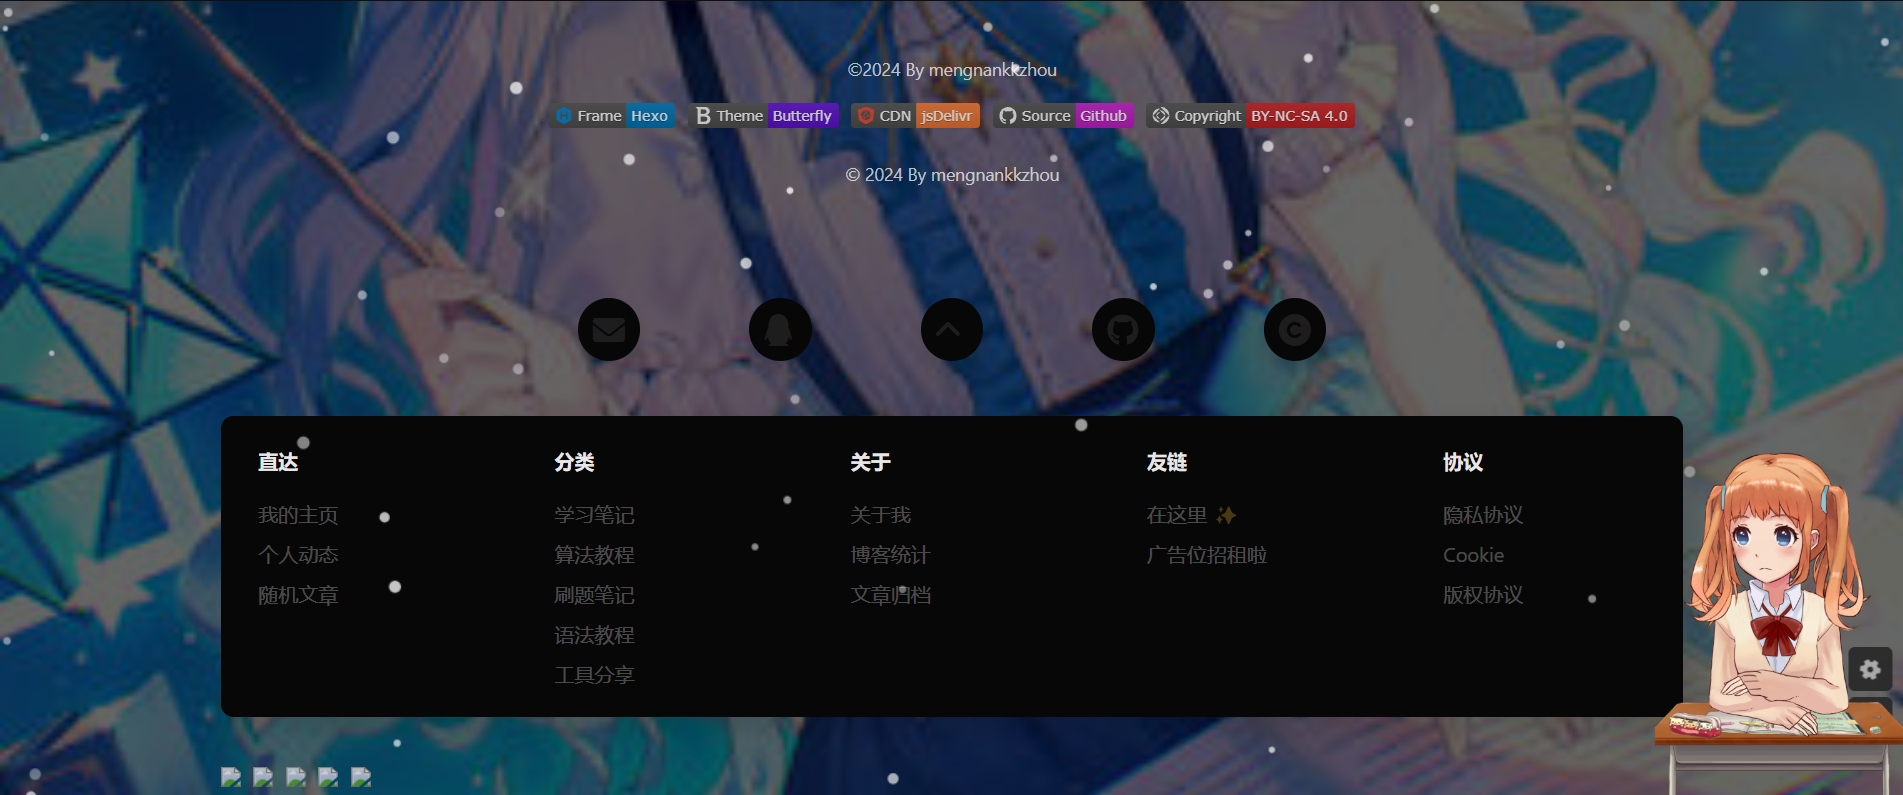 ©2024 By mengnankkzhou
Frame Hexo Theme Butterfly CDN jsDelivr Source Github Copyright BY-NC-SA 4.0
© 2024 By mengnankkzhou
直达
我的主页
个人动态
随机文章
分类
学习笔记
算法教程
刷题笔记
语法教程
工具分享
关于
关于我
博客统计
文章归档
友链
在这里 ✨
广告位招租啦
协议
隐私协议
Cookie
版权协议